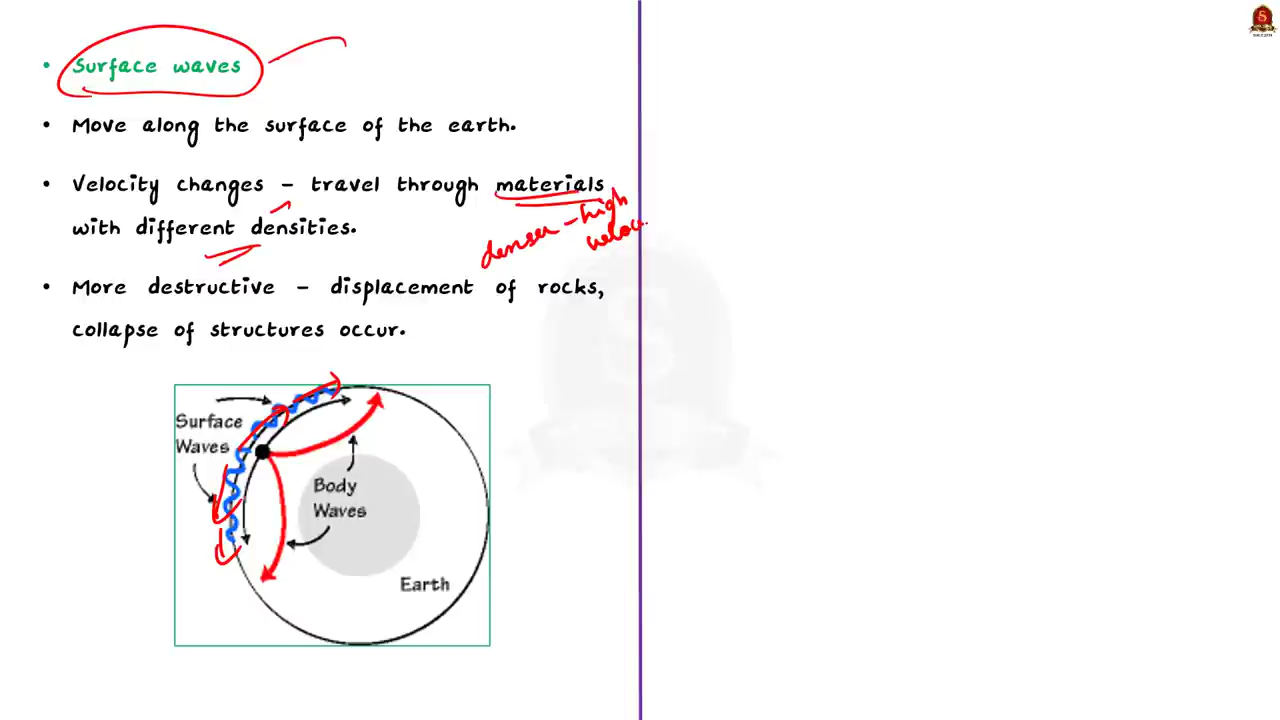 • Surface waves
• Move along the surface of the earth.
• Velocity changes – travel through materials
with different densities.
denser – high
• More destructive – displacement of rocks,
collapse of structures occur.
Surface
Waves
Body
Waves
Earth
S